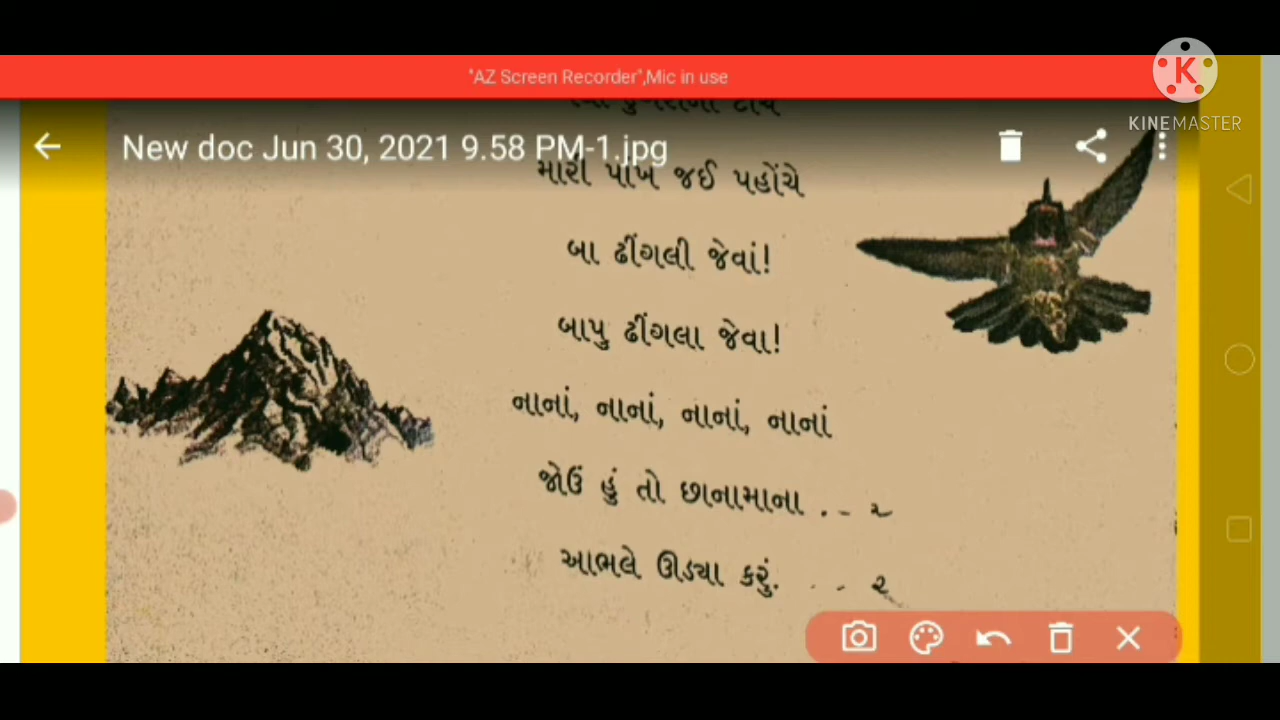 "AZ Screen Recorder",Mic in use
KINEMASTER
New doc Jun 30, 2021 9.58 PM-1.jpg
મારી પાંખ જઈ પહોંચે
બા ઢીંગલી જેવાં!
બાપુ ઢીંગલા જેવા!
નાનાં, નાનાં, નાનાં, નાનાં
જોઉં હું તો છાનામાના .-- ૨
આભલે ઊડ્યા કરું. .-- ૨